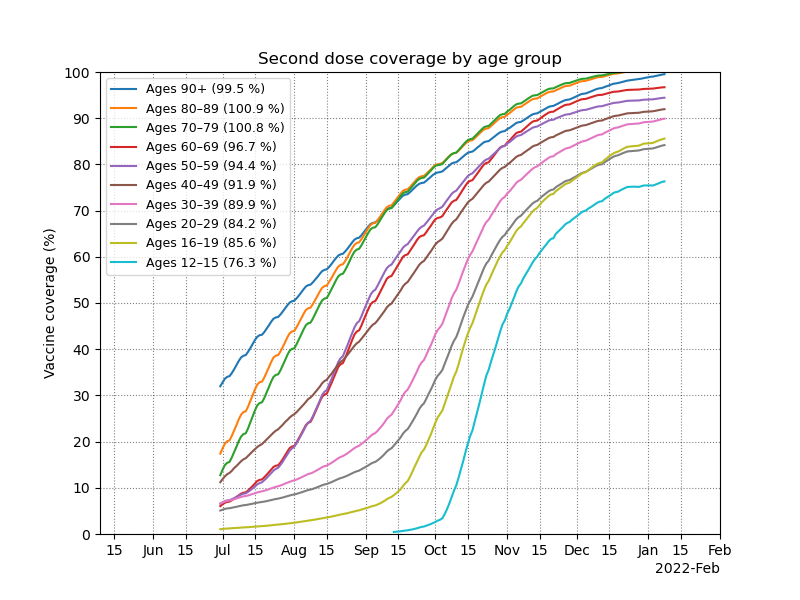 Second dose coverage by age group
Vaccine coverage (%)
100
90
80
70
60
50
40
30
20
10
0
Ages 90+ (99.5 %)
Ages 80–89 (100.9 %)
Ages 70–79 (100.8 %)
Ages 60–69 (96.7 %)
Ages 50–59 (94.4 %)
Ages 40–49 (91.9 %)
Ages 30–39 (89.9 %)
Ages 20–29 (84.2 %)
Ages 16–19 (85.6 %)
Ages 12–15 (76.3 %)
15 Jun 15 Jul 15 Aug 15 Sep 15 Oct 15 Nov 15 Dec 15 Jan 15 Feb
2022-Feb